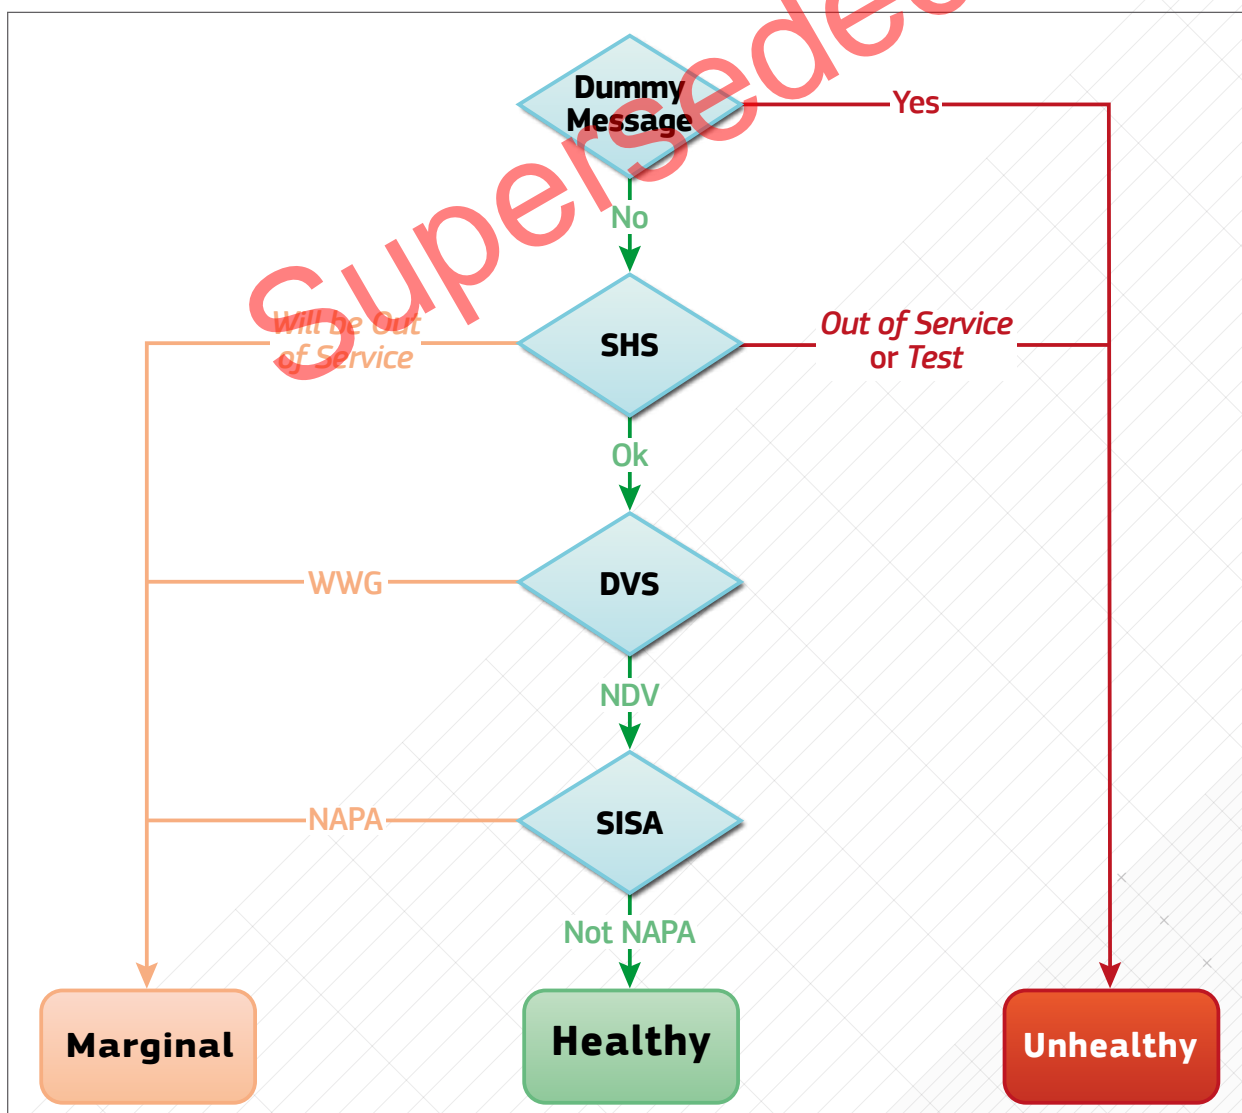 Superseded
Dummy
Message
Yes
No
Will be Out
of Service
SHS
Out of Service
or Test
Ok
WWG
DVS
NDV
NAPA
SISA
Not NAPA
Marginal
Healthy
Unhealthy